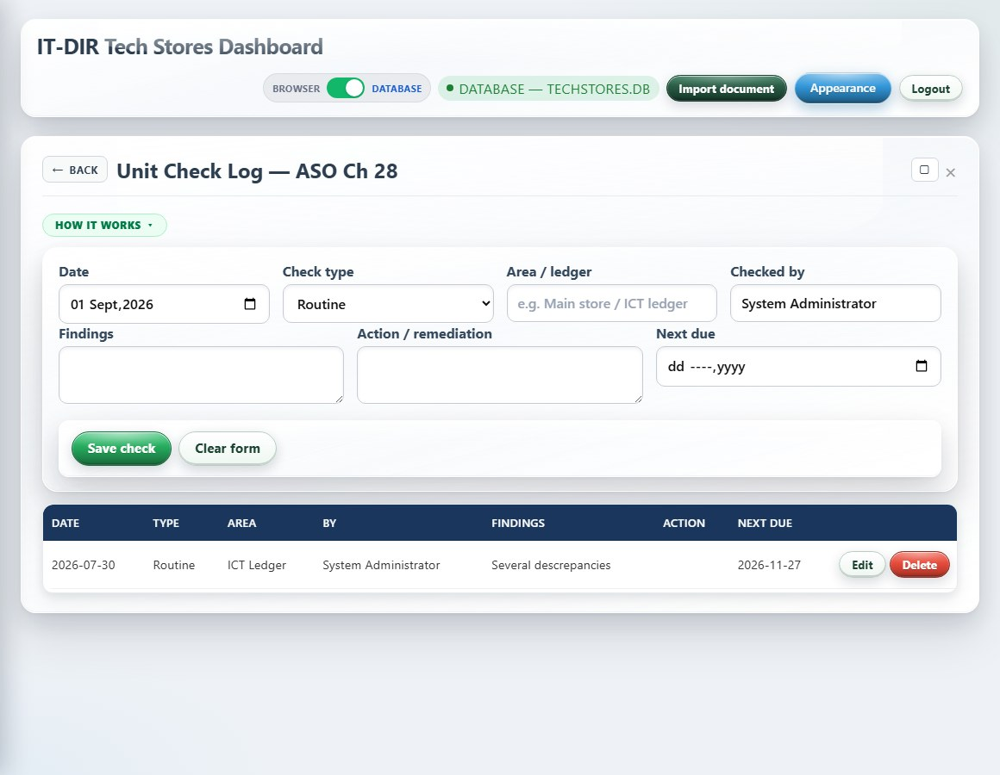 IT-DIR Tech Stores Dashboard
BROWSER DATABASE DATABASE — TECHSTORES.DB Import document Appearance Logout
← BACK Unit Check Log — ASO Ch 28 ×
HOW IT WORKS
Date Check type Area / ledger Checked by
01 Sept,2026 Routine e.g. Main store / ICT ledger System Administrator
Findings Action / remediation Next due
dd ----,yyyy
Save check Clear form
DATE TYPE AREA BY FINDINGS ACTION NEXT DUE
2026-07-30 Routine ICT Ledger System Administrator Several descrepancies 2026-11-27 Edit Delete